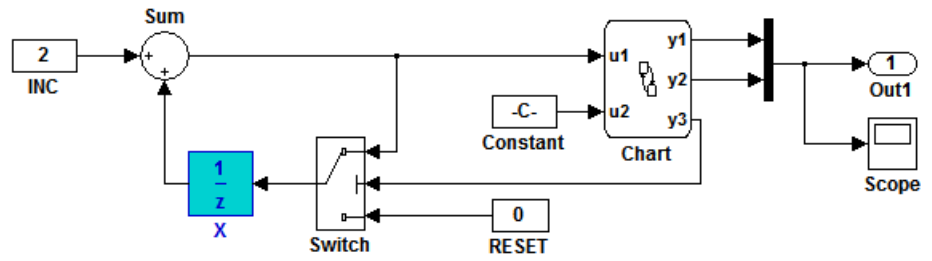 Sum
2
INC
+
+
u1
u2
y1
y2
y3
Chart
-C-
Constant
1
Out1
Scope
1
z
X
Switch
0
RESET